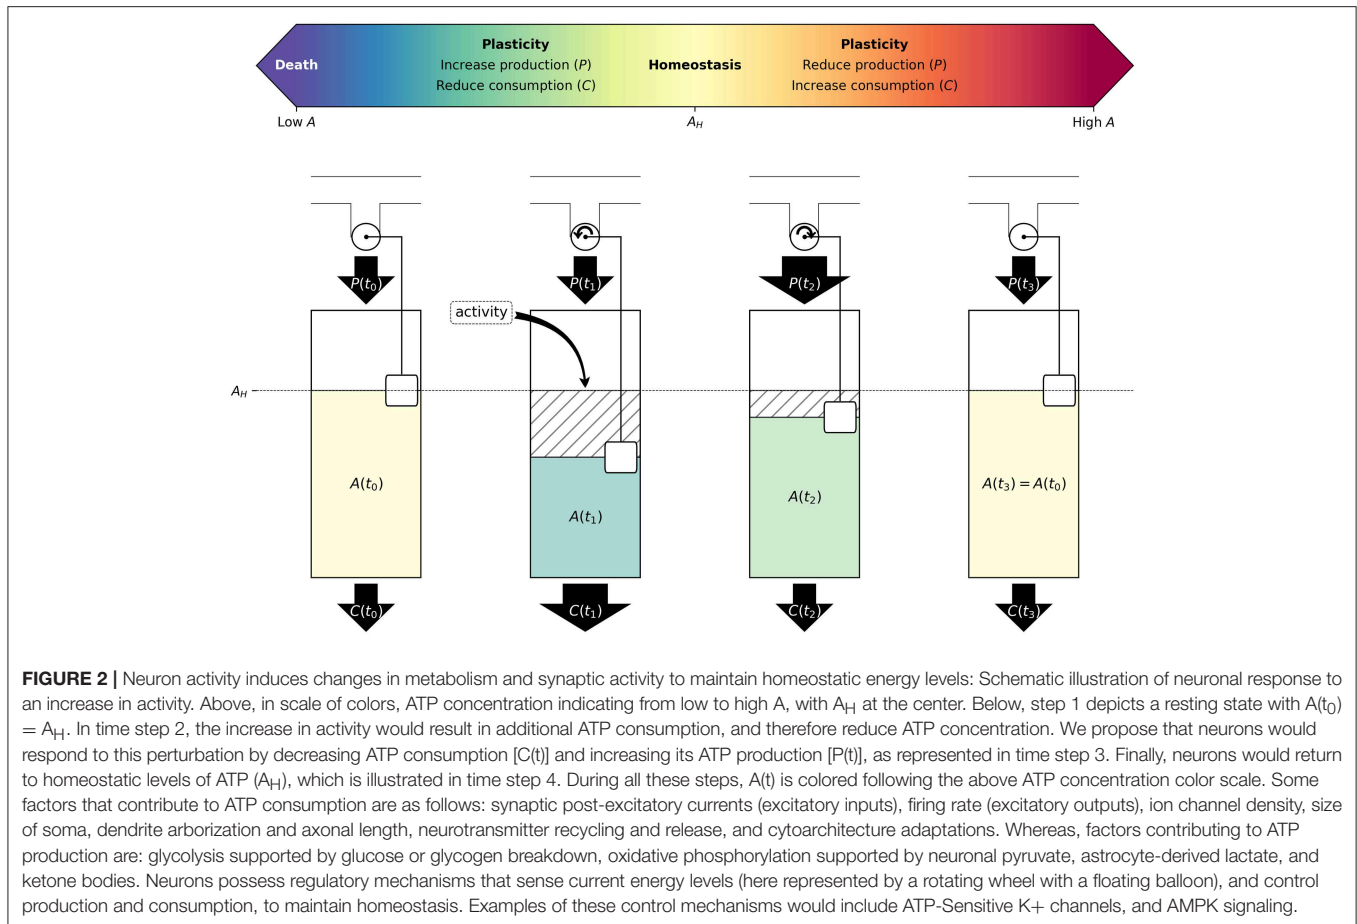 Plasticity
Plasticity
Death
Increase production (P)
Homeostasis
Reduce production (P)
Reduce consumption (C)
Increase consumption (C)
Low A
A_H
High A
P(t₀)
P(t₁)
P(t₂)
P(t₃)
activity
A_H
A(t₀)
A(t₁)
A(t₂)
A(t₃) = A(t₀)
C(t₀)
C(t₁)
C(t₂)
C(t₃)
FIGURE 2 | Neuron activity induces changes in metabolism and synaptic activity to maintain homeostatic energy levels: Schematic illustration of neuronal response to
an increase in activity. Above, in scale of colors, ATP concentration indicating from low to high A, with A_H at the center. Below, step 1 depicts a resting state with A(t₀)
= A_H. In time step 2, the increase in activity would result in additional ATP consumption, and therefore reduce ATP concentration. We propose that neurons would
respond to this perturbation by decreasing ATP consumption [C(t)] and increasing its ATP production [P(t)], as represented in time step 3. Finally, neurons would return
to homeostatic levels of ATP (A_H), which is illustrated in time step 4. During all these steps, A(t) is colored following the above ATP concentration color scale. Some
factors that contribute to ATP consumption are as follows: synaptic post-excitatory currents (excitatory inputs), firing rate (excitatory outputs), ion channel density, size
of soma, dendrite arborization and axonal length, neurotransmitter recycling and release, and cytoarchitecture adaptations. Whereas, factors contributing to ATP
production are: glycolysis supported by glucose or glycogen breakdown, oxidative phosphorylation supported by neuronal pyruvate, astrocyte-derived lactate, and
ketone bodies. Neurons possess regulatory mechanisms that sense current energy levels (here represented by a rotating wheel with a floating balloon), and control
production and consumption, to maintain homeostasis. Examples of these control mechanisms would include ATP-Sensitive K+ channels, and AMPK signaling.